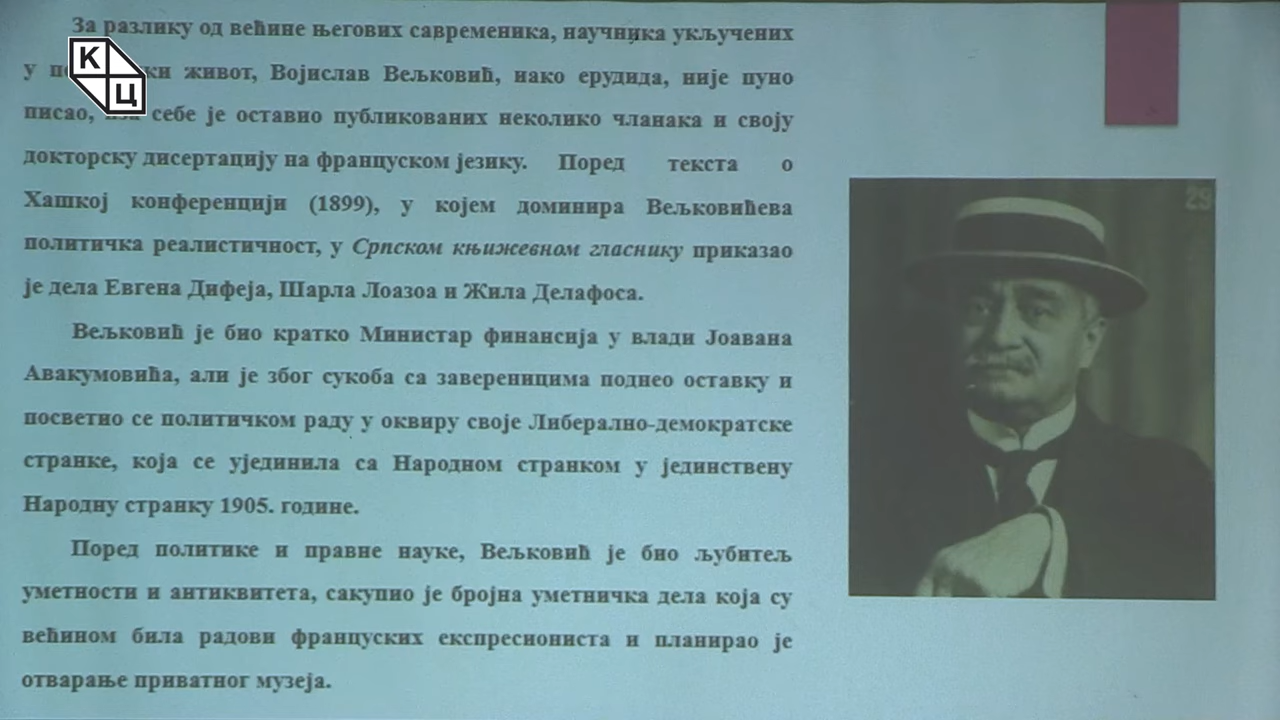 За разлику од већине његових савременика, научника укључених
у живот, Војислав Вељковић, иако ерудида, није пуно
писао, себе је оставио публикованих неколико чланака и своју
докторску дисертацију на француском језику. Поред текста о
Хашкој конференцији (1899), у којем доминира Вељковићева
политичка реалистичност, у Српском књижевном гласнику приказао
је дела Евгена Дифеја, Шарла Лоазоа и Жила Делафоса.
Вељковић је био кратко Министар финансија у влади Јоавана
Авакумовића, али је због сукоба са завереницима поднео оставку и
посветио се политичком раду у оквиру своје Либерално-демократске
странке, која се ујединила са Народном странком у јединствену
Народну странку 1905. године.
Поред политике и правне науке, Вељковић је био љубитељ
уметности и антиквитета, сакупио је бројна уметничка дела која су
већином била радови француских експресиониста и планирао је
отварање приватног музеја.
КЦ
29